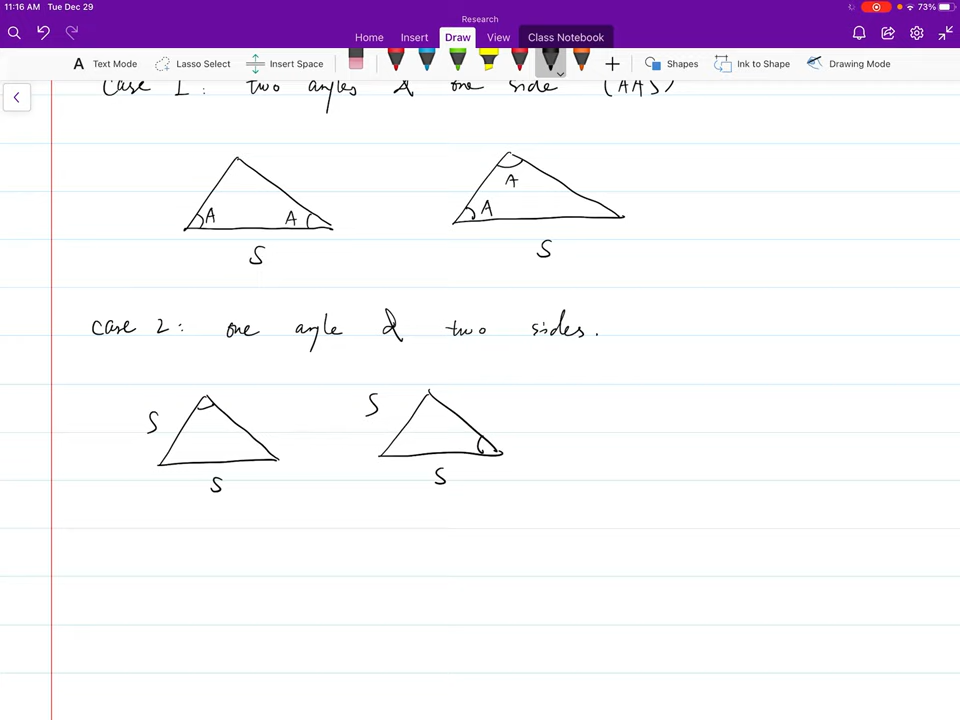 11:16 AM Tue Dec 29
73%
Research
Home Insert Draw View Class Notebook
Text Mode Lasso Select Insert Space Shapes Ink to Shape Drawing Mode
Case 1: two angles & one side (AAS)
A A A
A
S S
Case 2: one angle & two sides.
S S
S S